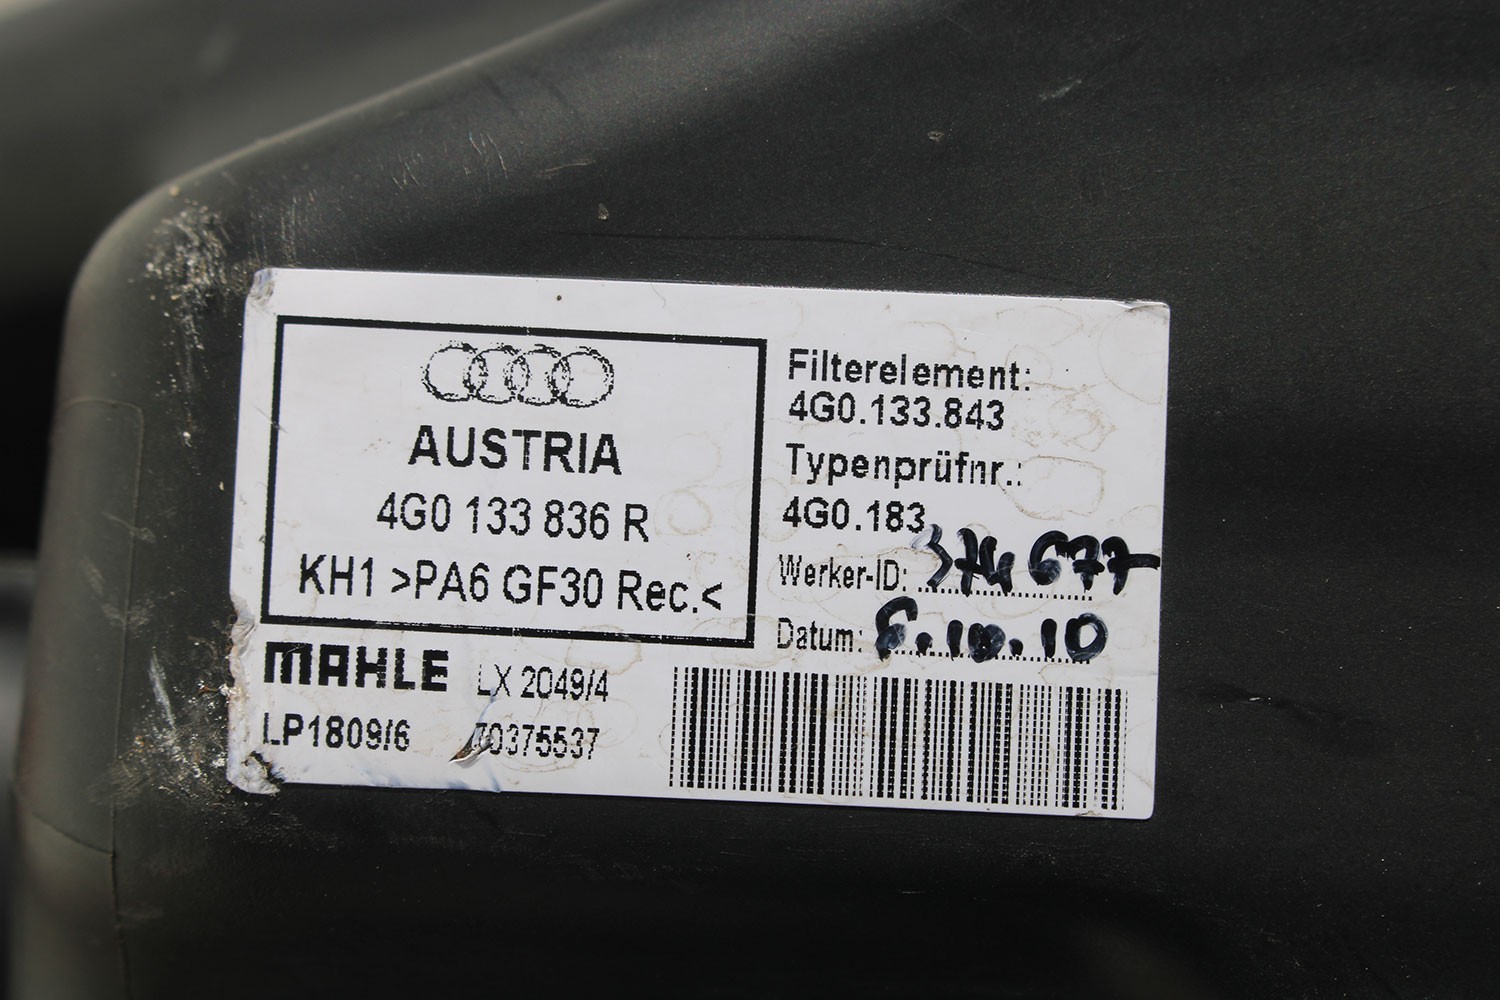 AUSTRIA
4G0 133 836 R
KH1 >PA6 GF30 Rec.<
MAHLE LX 2049/4
LP1809/6 70375537
Filterelement:
4G0.133.843
Typenprüfnr.:
4G0.183
Werker-ID: 374 677
Datum: .10.10